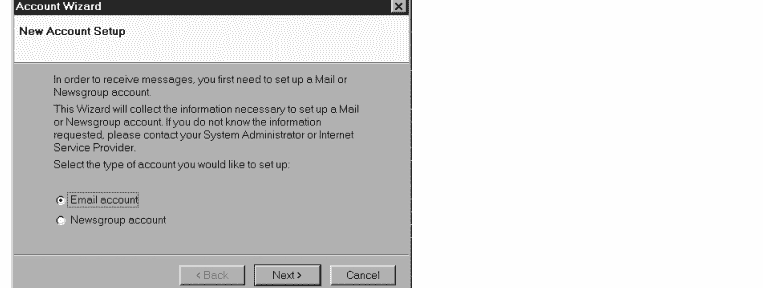 Account Wizard
New Account Setup
In order to receive messages, you first need to set up a Mail or
Newsgroup account.
This Wizard will collect the information necessary to set up a Mail
or Newsgroup account. If you do not know the information
requested, please contact your System Administrator or Internet
Service Provider.
Select the type of account you would like to set up:
Email account
Newsgroup account
< Back Next > Cancel